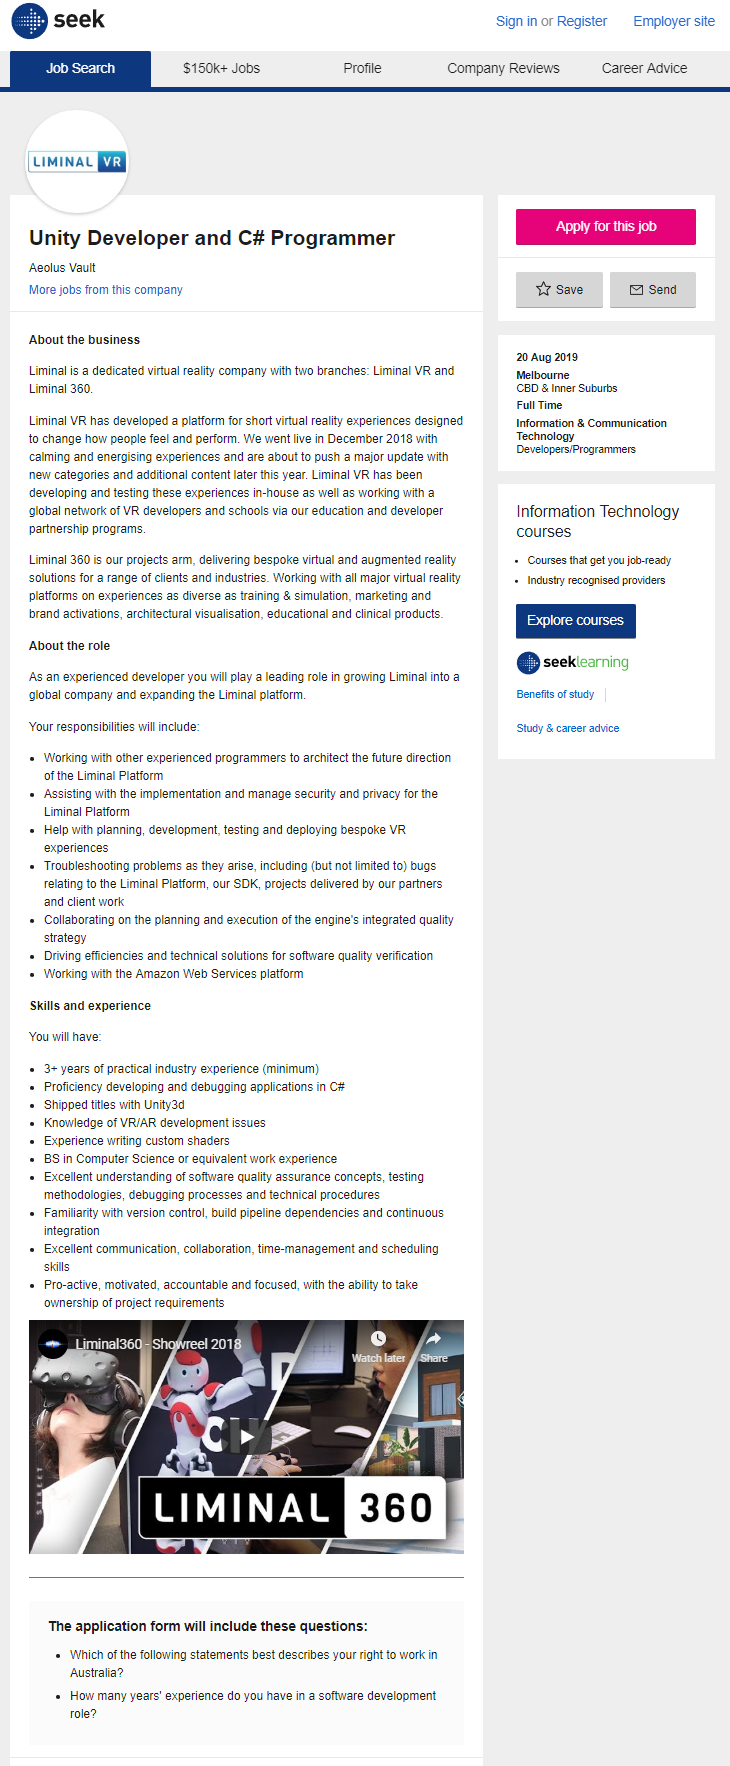 seek
Sign in or Register
Employer site
Job Search
$150k+ Jobs
Profile
Company Reviews
Career Advice
LIMINAL VR
Unity Developer and C# Programmer
Aeolus Vault
More jobs from this company
About the business
Liminal is a dedicated virtual reality company with two branches: Liminal VR and
Liminal 360.
Liminal VR has developed a platform for short virtual reality experiences designed
to change how people feel and perform. We went live in December 2018 with
calming and energising experiences and are about to push a major update with
new categories and additional content later this year. Liminal VR has been
developing and testing these experiences in-house as well as working with a
global network of VR developers and schools via our education and developer
partnership programs.
Liminal 360 is our projects arm, delivering bespoke virtual and augmented reality
solutions for a range of clients and industries. Working with all major virtual reality
platforms on experiences as diverse as training & simulation, marketing and
brand activations, architectural visualisation, educational and clinical products.
About the role
As an experienced developer you will play a leading role in growing Liminal into a
global company and expanding the Liminal platform.
Your responsibilities will include:
• Working with other experienced programmers to architect the future direction
of the Liminal Platform
• Assisting with the implementation and manage security and privacy for the
Liminal Platform
• Help with planning, development, testing and deploying bespoke VR
experiences
• Troubleshooting problems as they arise, including (but not limited to) bugs
relating to the Liminal Platform, our SDK, projects delivered by our partners
and client work
• Collaborating on the planning and execution of the engine's integrated quality
strategy
• Driving efficiencies and technical solutions for software quality verification
• Working with the Amazon Web Services platform
Skills and experience
You will have:
• 3+ years of practical industry experience (minimum)
• Proficiency developing and debugging applications in C#
• Shipped titles with Unity3d
• Knowledge of VR/AR development issues
• Experience writing custom shaders
• BS in Computer Science or equivalent work experience
• Excellent understanding of software quality assurance concepts, testing
methodologies, debugging processes and technical procedures
• Familiarity with version control, build pipeline dependencies and continuous
integration
• Excellent communication, collaboration, time-management and scheduling
skills
• Pro-active, motivated, accountable and focused, with the ability to take
ownership of project requirements
Liminal360 - Showreel 2018
Watch later
Share
STREET
LIMINAL 360
The application form will include these questions:
• Which of the following statements best describes your right to work in
Australia?
• How many years' experience do you have in a software development
role?
Apply for this job
Save
Send
20 Aug 2019
Melbourne
CBD & Inner Suburbs
Full Time
Information & Communication
Technology
Developers/Programmers
Information Technology
courses
• Courses that get you job-ready
• Industry recognised providers
Explore courses
seeklearning
Benefits of study
Study & career advice